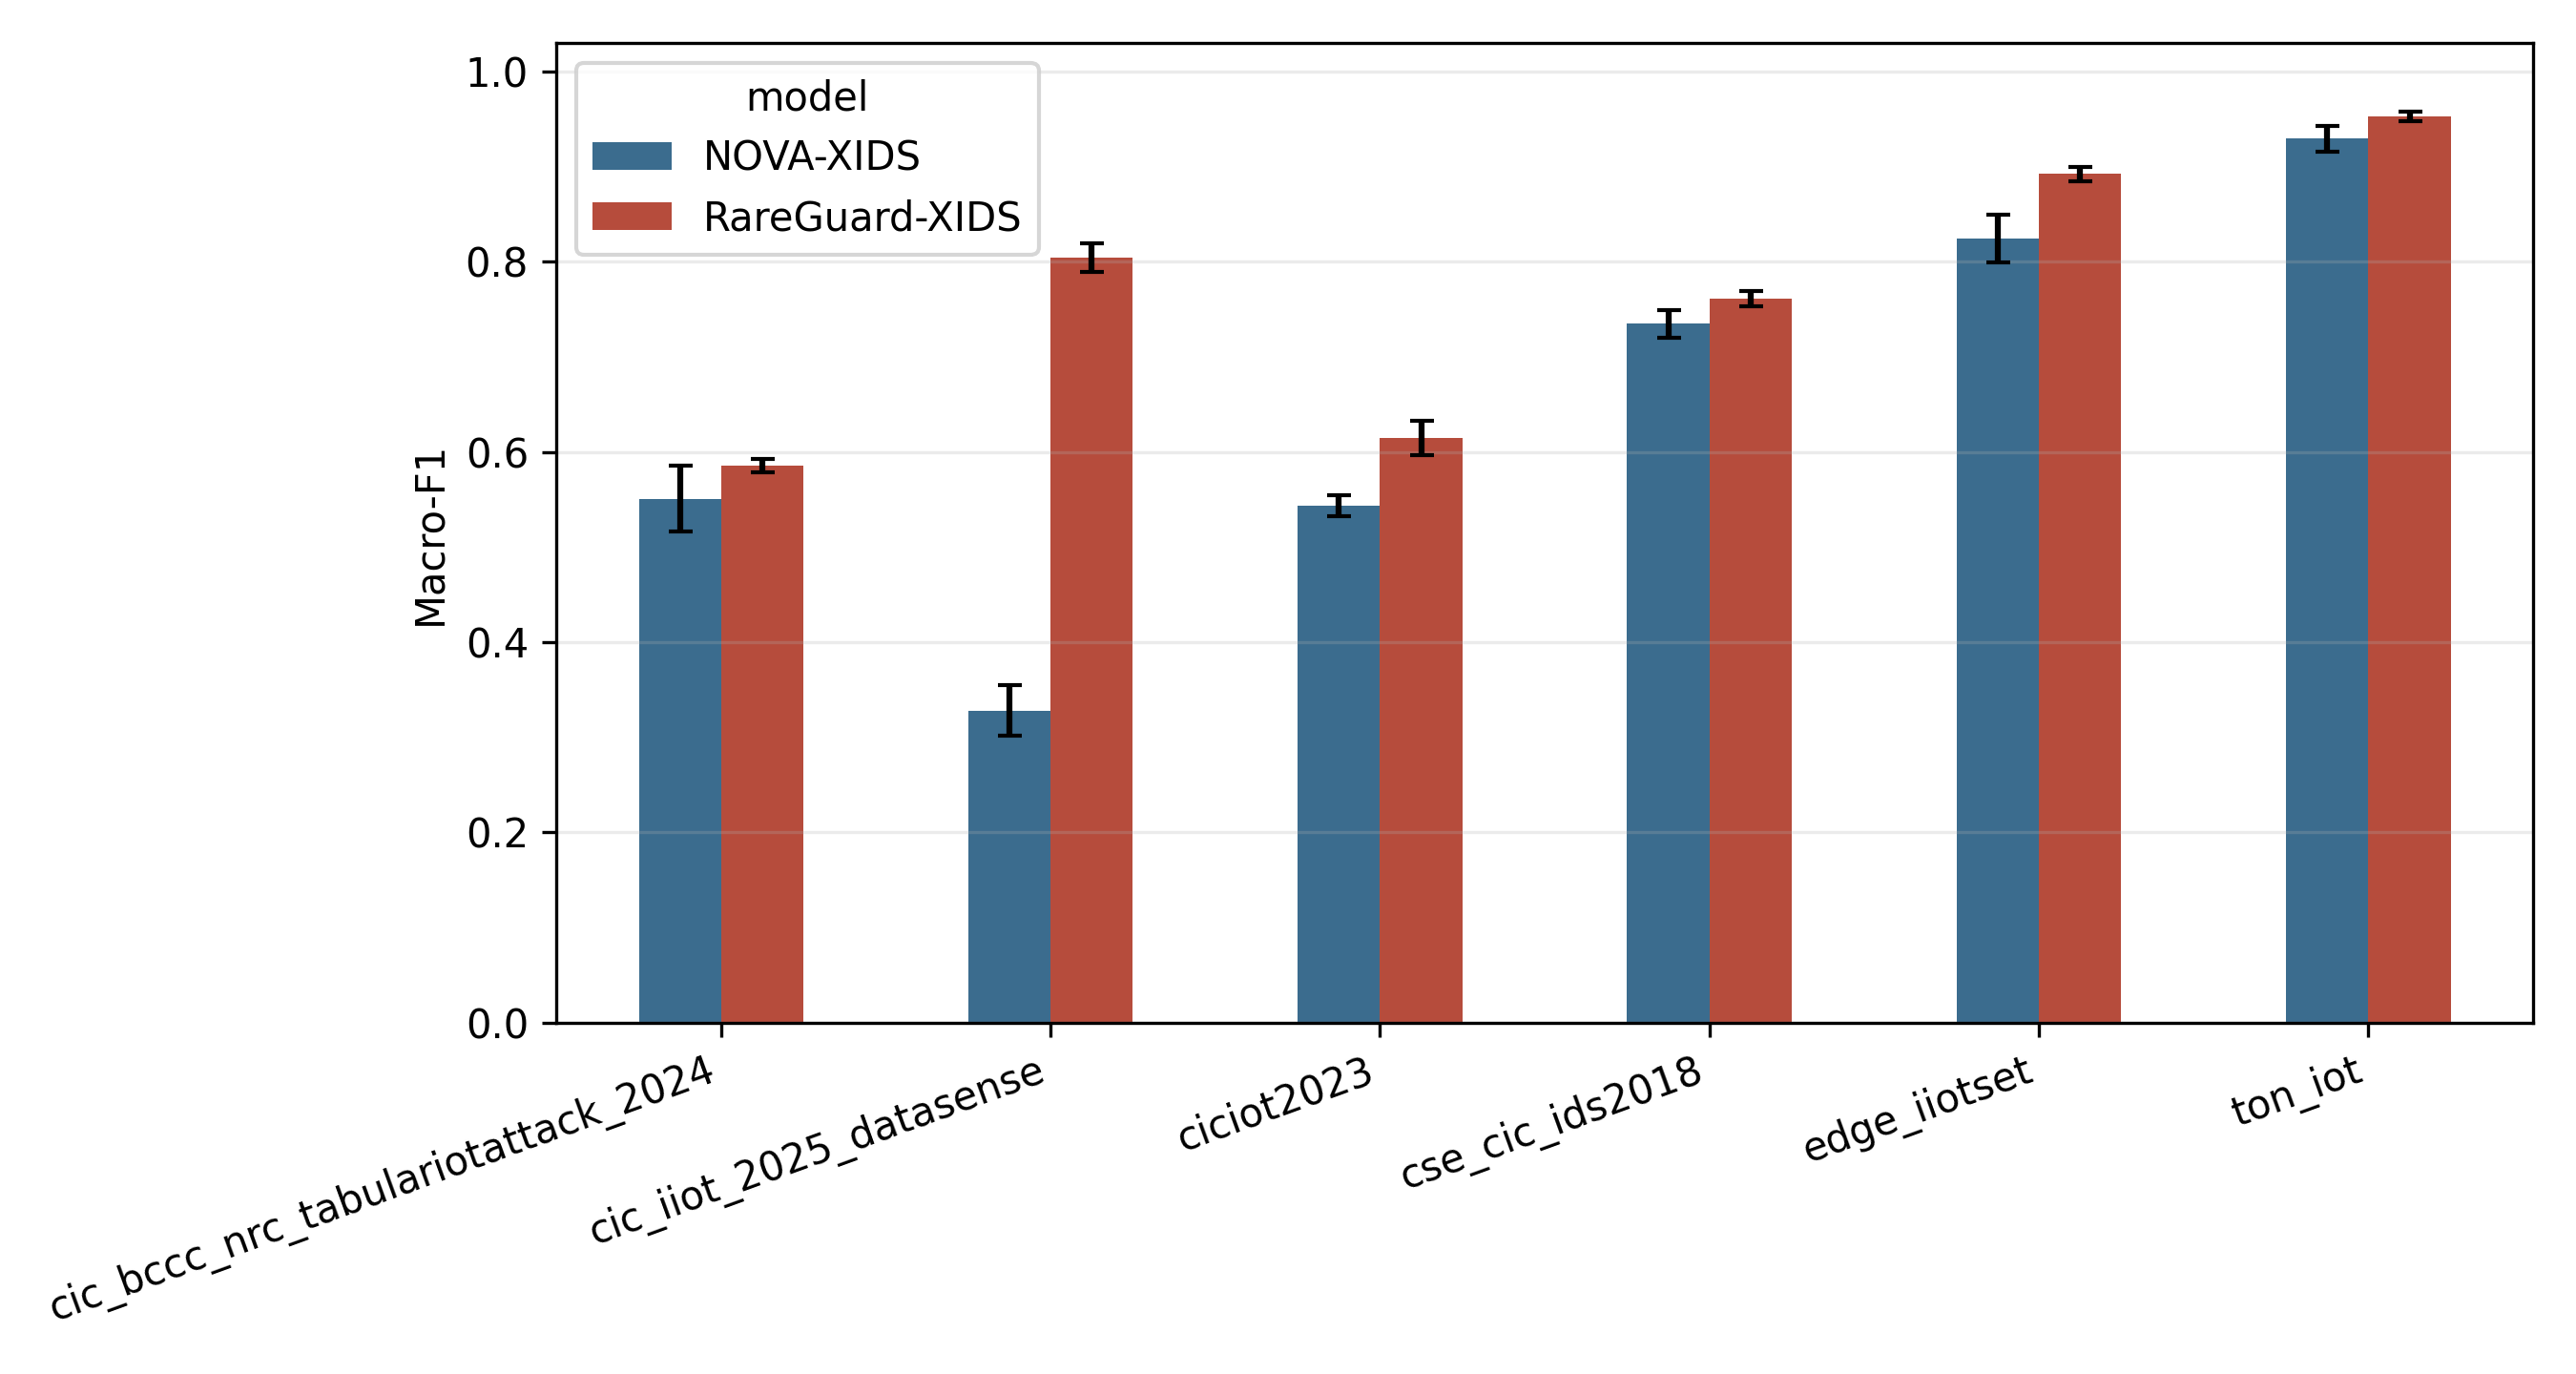 model
NOVA-XIDS
RareGuard-XIDS
Macro-F1
1.0
0.8
0.6
0.4
0.2
0.0
cic_bccc_nrc_tabulariotattack_2024
cic_iiot_2025_datasense
ciciot2023
cse_cic_ids2018
edge_iiotset
ton_iot